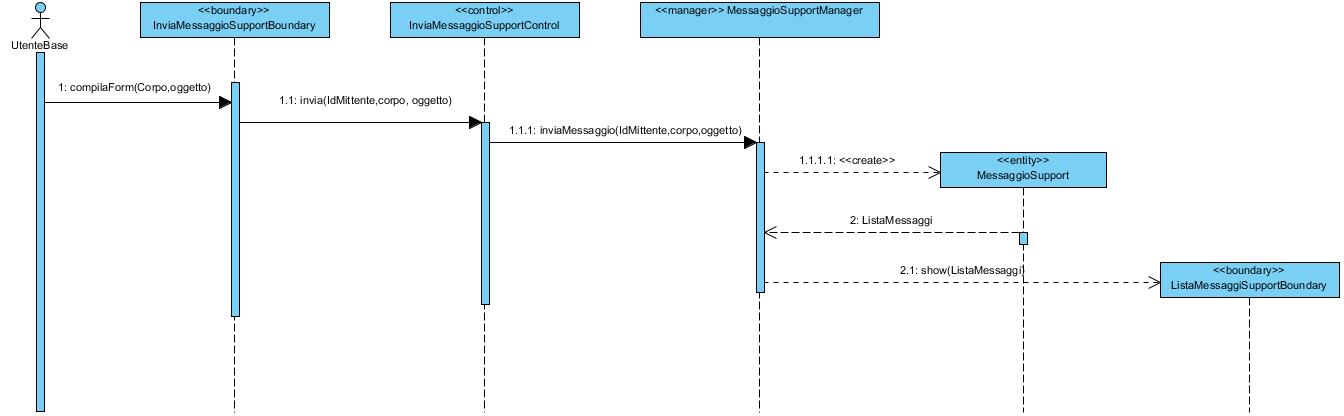 <<boundary>>
InviaMessaggioSupportBoundary
<<control>>
InviaMessaggioSupportControl
<<manager>> MessaggioSupportManager
UtenteBase
1: compilaForm(Corpo,oggetto)
1.1: invia(IdMittente,corpo, oggetto)
1.1.1: inviaMessaggio(IdMittente,corpo,oggetto)
1.1.1.1: <<create>>
<<entity>>
MessaggioSupport
2: ListaMessaggi
2.1: show(ListaMessaggi)
<<boundary>>
ListaMessaggiSupportBoundary